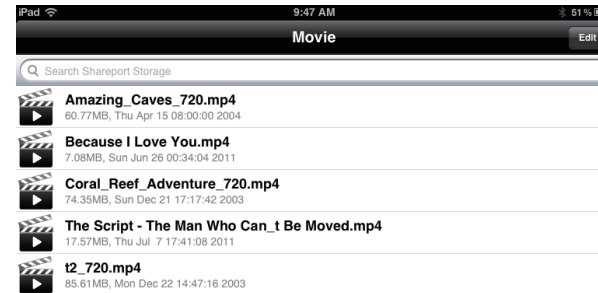 iPad 9:47 AM 51%
Movie Edit
Search Shareport Storage
Amazing_Caves_720.mp4
60.77MB, Thu Apr 15 08:00:00 2004
Because I Love You.mp4
7.08MB, Sun Jun 26 00:34:04 2011
Coral_Reef_Adventure_720.mp4
74.35MB, Sun Dec 21 17:17:42 2003
The Script - The Man Who Can_t Be Moved.mp4
17.57MB, Thu Jul  7 17:41:08 2011
t2_720.mp4
85.61MB, Mon Dec 22 14:47:16 2003